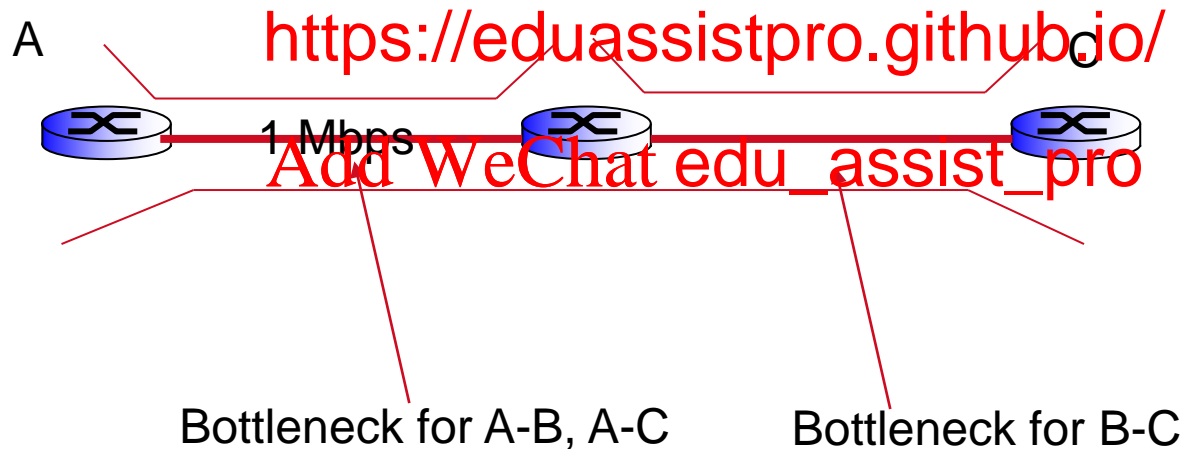 A
https://eduassistpro.github.io/
C
1 Mbps
Add WeChat edu_assist_pro
Bottleneck for A-B, A-C
Bottleneck for B-C